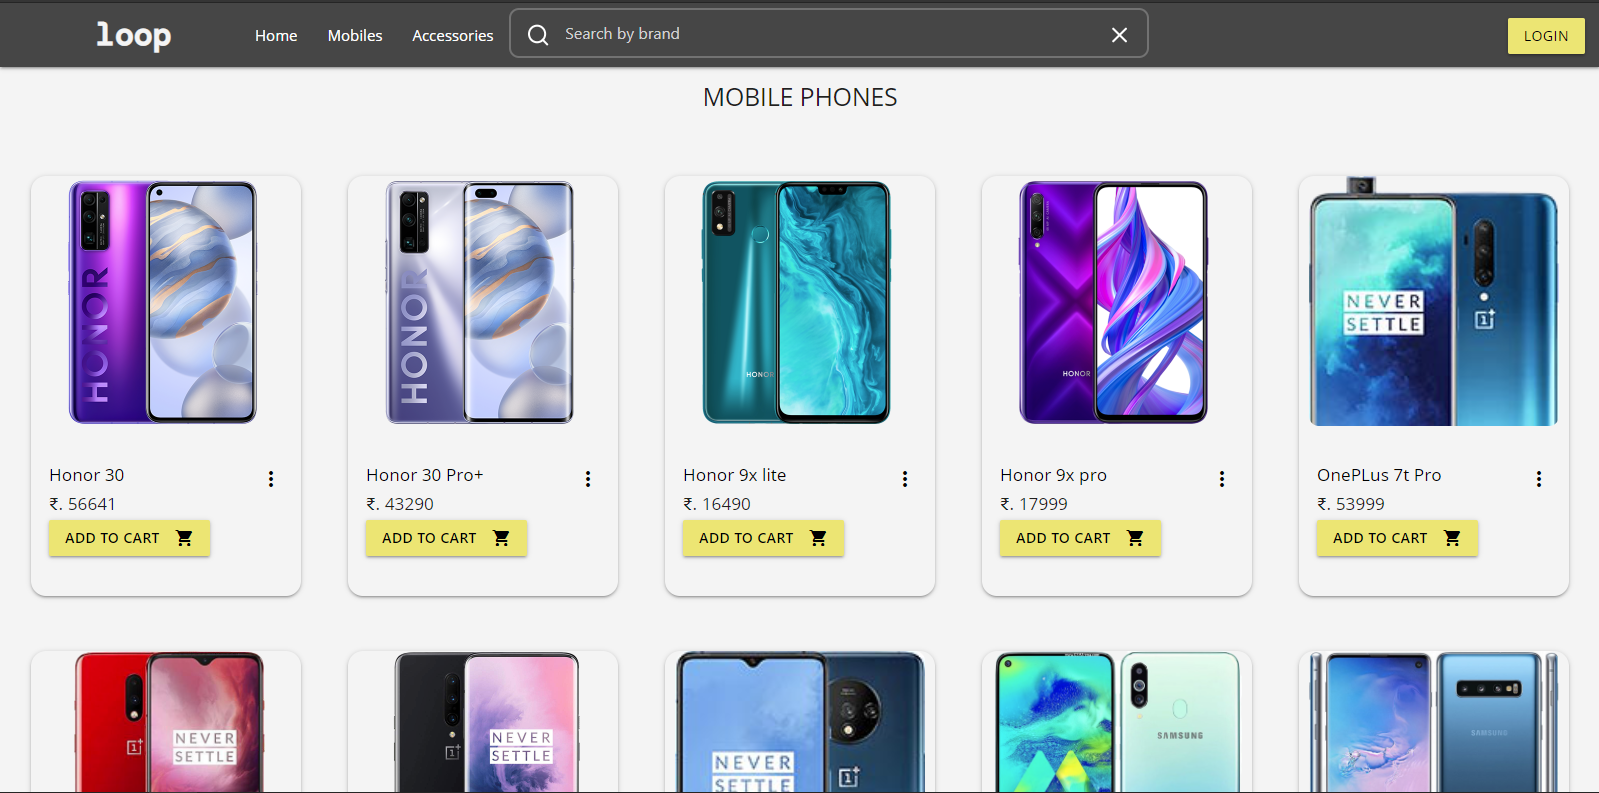 loop
Home
Mobiles
Accessories
Search by brand
LOGIN
MOBILE PHONES
HONOR
HONOR
HONOR
HONOR
NEVER
SETTLE
Honor 30
₹. 56641
ADD TO CART
Honor 30 Pro+
₹. 43290
ADD TO CART
Honor 9x lite
₹. 16490
ADD TO CART
Honor 9x pro
₹. 17999
ADD TO CART
OnePLus 7t Pro
₹. 53999
ADD TO CART
NEVER
SETTLE
NEVER
SETTLE
NEVER
SETTLE
SAMSUNG
SAMSUNG